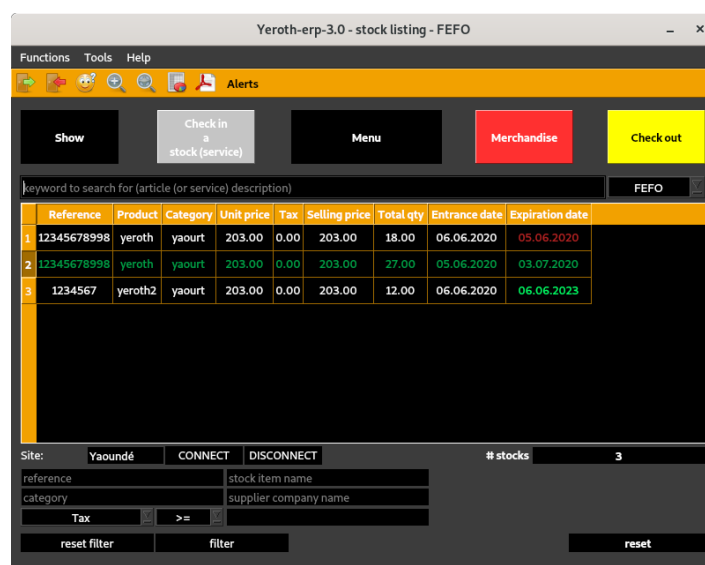 Yeroth-erp-3.0 - stock listing - FEFO
Functions Tools Help
Alerts
Show
Check in
a
stock (service)
Menu
Merchandise
Check out
keyword to search for (article (or service) description)
FEFO
Reference Product Category Unit price Tax Selling price Total qty Entrance date Expiration date
1 12345678998 yeroth yaourt 203.00 0.00 203.00 18.00 06.06.2020 05.06.2020
2 12345678998 yeroth yaourt 203.00 0.00 203.00 27.00 05.06.2020 03.07.2020
3 1234567 yeroth2 yaourt 203.00 0.00 203.00 12.00 06.06.2020 06.06.2023
Site: Yaoundé CONNECT DISCONNECT # stocks 3
reference stock item name
category supplier company name
Tax >=
reset filter filter reset